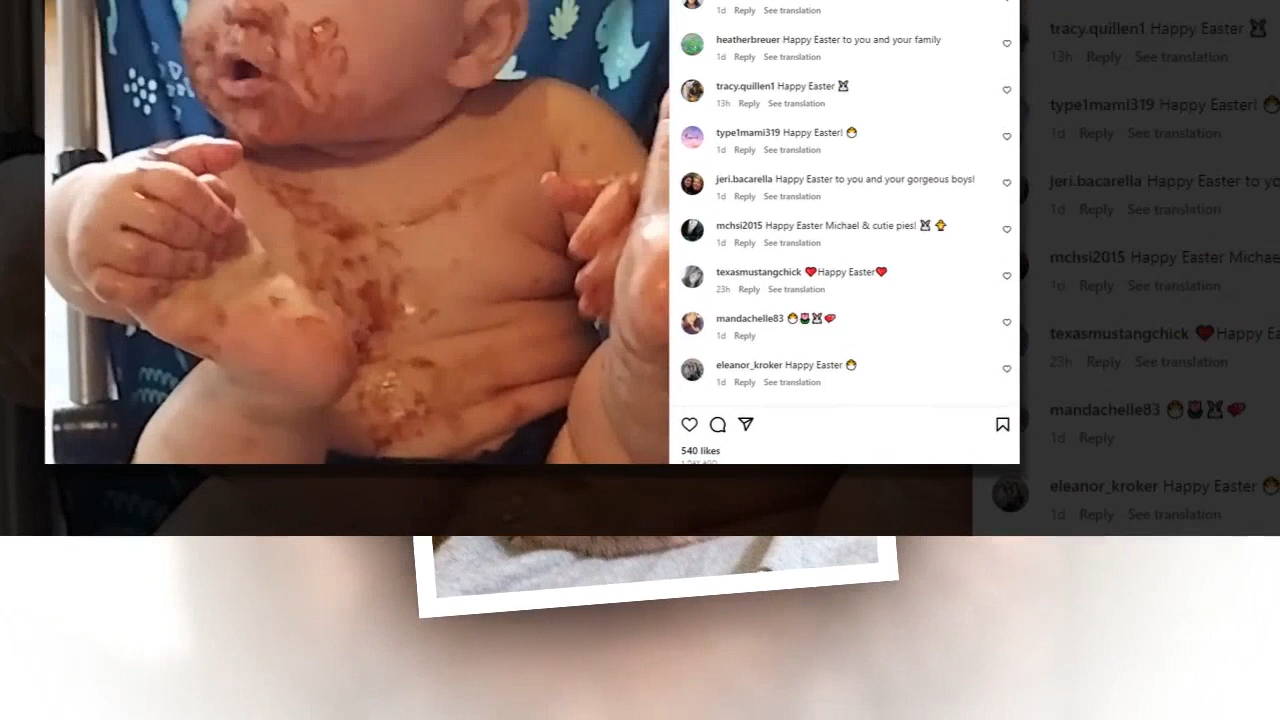 1d Reply See translation
heatherbreuer Happy Easter to you and your family
1d Reply See translation
tracy.quillen1 Happy Easter 🐰
13h Reply See translation
type1mami319 Happy Easter! 🐣
1d Reply See translation
jeri.bacarella Happy Easter to you and your gorgeous boys!
1d Reply See translation
mchsi2015 Happy Easter Michael & cutie pies! 🐰 🐥
1d Reply See translation
texasmustangchick ❤️Happy Easter❤️
23h Reply See translation
mandachelle83 🐣🌷🐰💝
1d Reply
eleanor_kroker Happy Easter 🐣
1d Reply See translation
540 likes
1 DAY AGO
tracy.quillen1 Happy Easter 🐰
13h Reply See translation
type1mami319 Happy Easter! 🐣
1d Reply See translation
jeri.bacarella Happy Easter to yo
1d Reply See translation
mchsi2015 Happy Easter Michae
1d Reply See translation
texasmustangchick ❤️Happy Ea
23h Reply See translation
mandachelle83 🐣🌷🐰💝
1d Reply
eleanor_kroker Happy Easter 🐣
1d Reply See translation